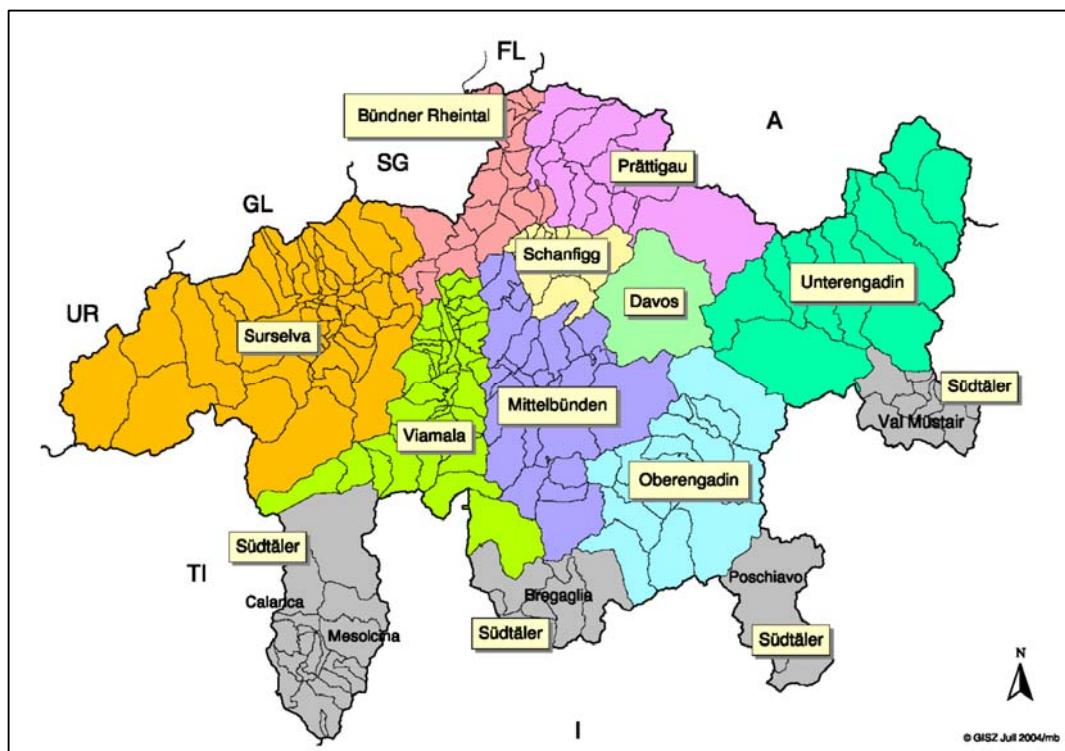 FL
Bündner Rheintal
A
SG
Prättigau
GL
Schanfigg
Unterengadin
Davos
UR
Surselva
Südtäler
Mittelbünden
Val Müstair
Viamala
Oberengadin
Südtäler
TI
Poschiavo
Calanca
Bregaglia
Mesolcina
Südtäler
Südtäler
N
I
© GISZ Juli 2004/mb